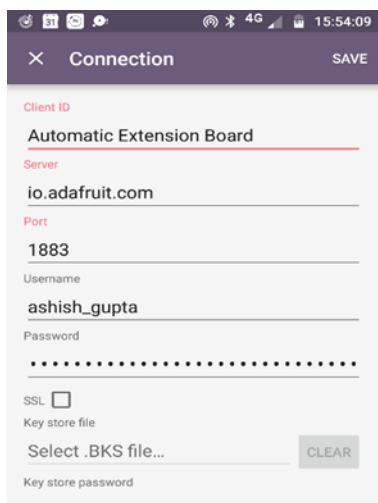 31 4G 15:54:09
× Connection SAVE
Client ID
Automatic Extension Board
Server
io.adafruit.com
Port
1883
Username
ashish_gupta
Password
••••••••••••••••••••••••••••••
SSL
Key store file
Select .BKS file... CLEAR
Key store password